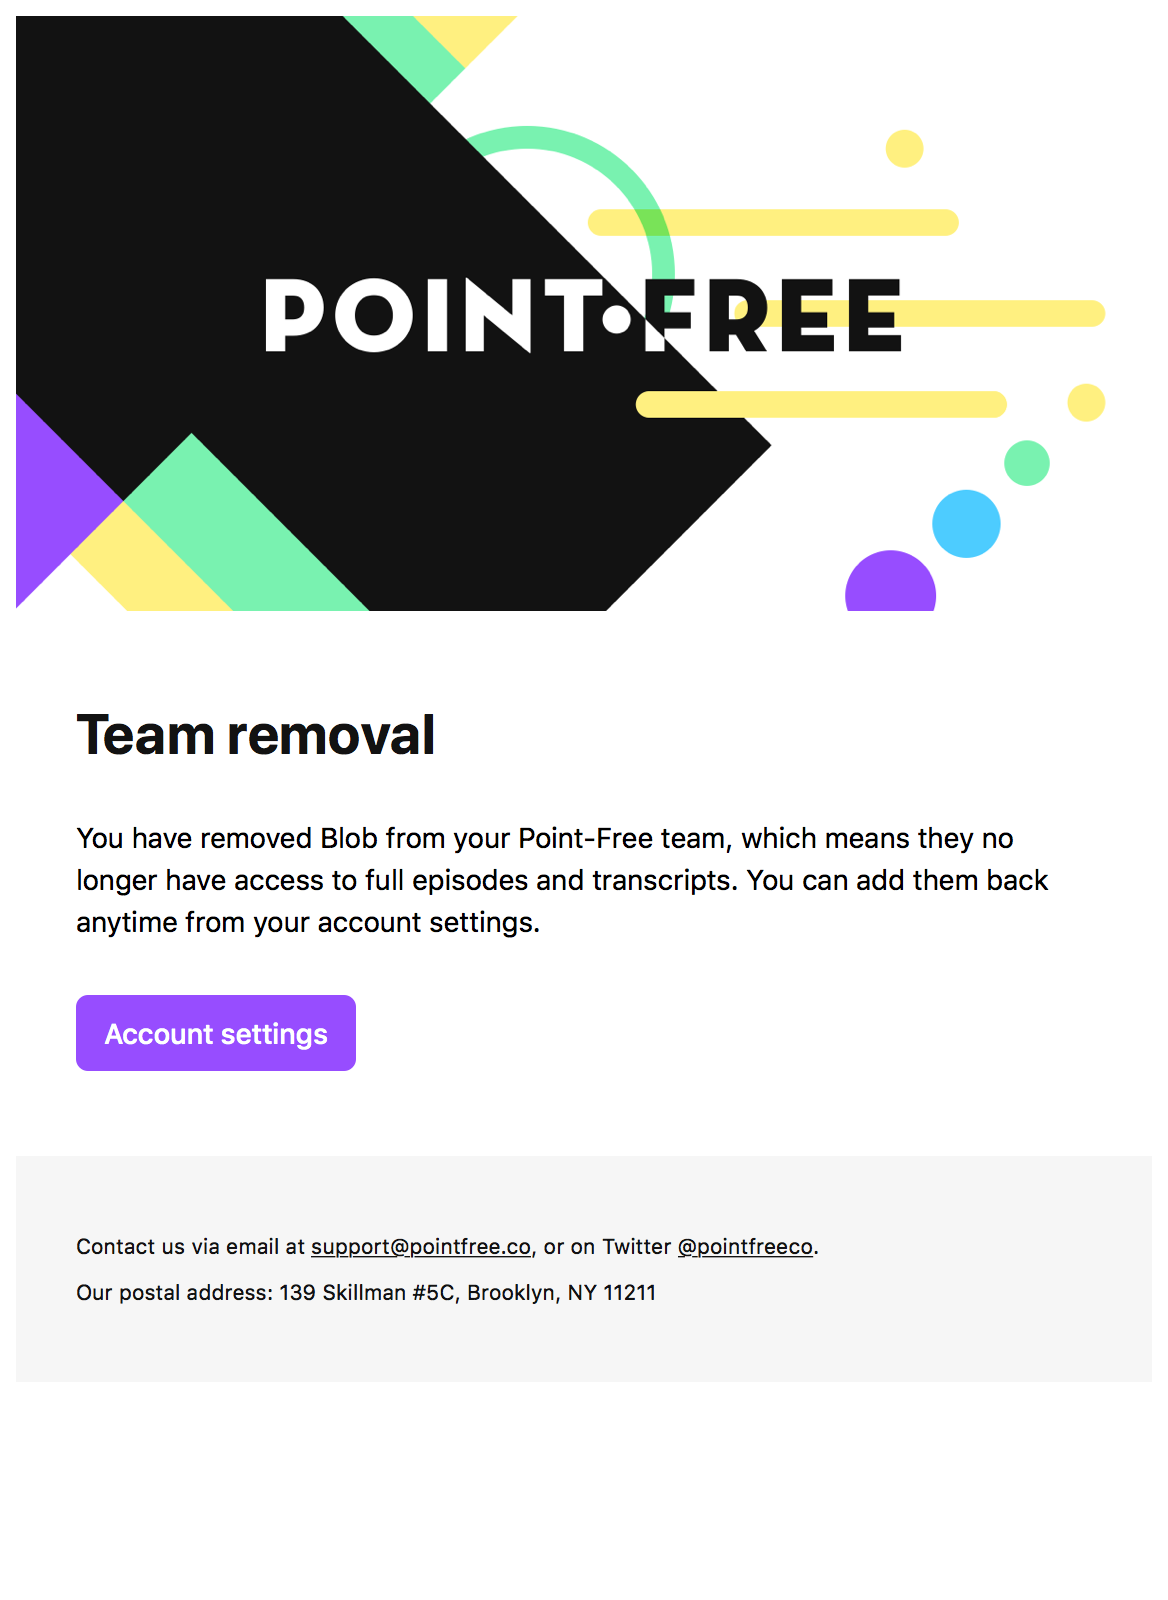 POINT•FREE
Team removal
You have removed Blob from your Point-Free team, which means they no
longer have access to full episodes and transcripts. You can add them back
anytime from your account settings.
Account settings
Contact us via email at support@pointfree.co, or on Twitter @pointfreeco.
Our postal address: 139 Skillman #5C, Brooklyn, NY 11211